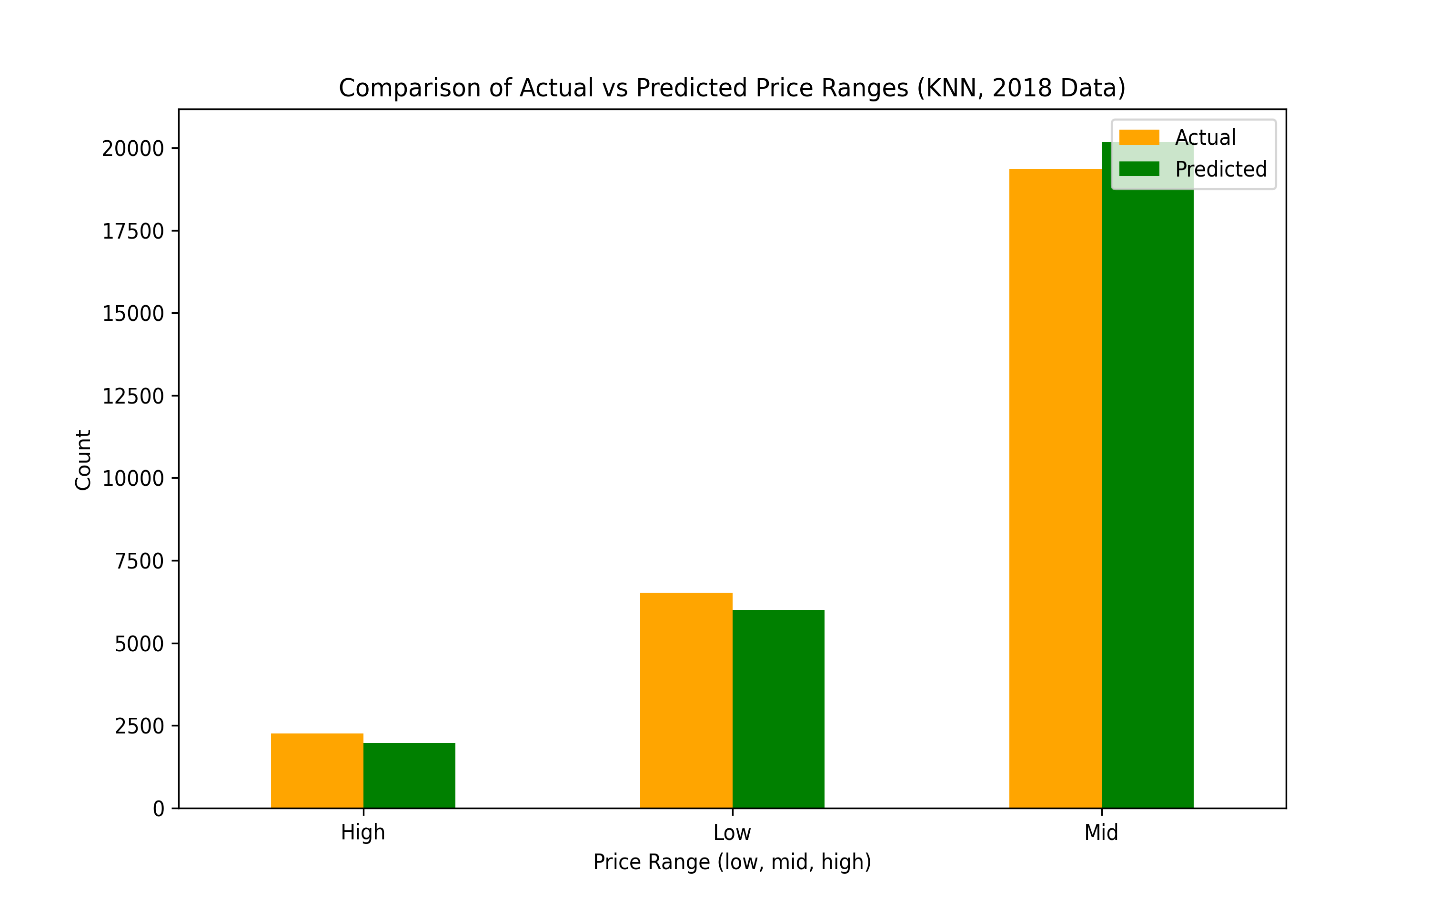 Comparison of Actual vs Predicted Price Ranges (KNN, 2018 Data)
Actual
Predicted
20000
17500
15000
12500
10000
7500
5000
2500
0
Count
High
Low
Mid
Price Range (low, mid, high)